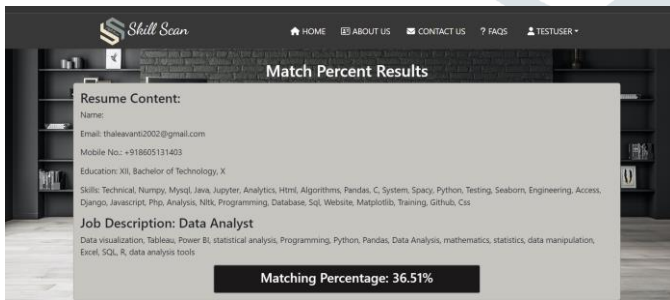 Skill Scan
HOME ABOUT US CONTACT US ? FAQS TESTUSER
Match Percent Results
Resume Content:
Name:
Email: thaleavanti2002@gmail.com
Mobile No.: +918605131403
Education: XII, Bachelor of Technology, X
Skills: Technical, Numpy, Mysql, Java, Jupyter, Analytics, Html, Algorithms, Pandas, C, System, Spacy, Python, Testing, Seaborn, Engineering, Access,
Django, Javascript, Php, Analysis, Nltk, Programming, Database, Sql, Website, Matplotlib, Training, Github, Css
Job Description: Data Analyst
Data visualization, Tableau, Power BI, statistical analysis, Programming, Python, Pandas, Data Analysis, mathematics, statistics, data manipulation,
Excel, SQL, R, data analysis tools
Matching Percentage: 36.51%